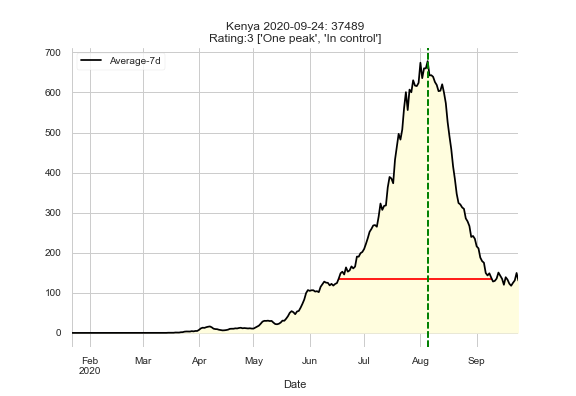 Kenya 2020-09-24: 37489
Rating:3 ['One peak', 'In control']
Average-7d
700
600
500
400
300
200
100
0
Feb Mar Apr May Jun Jul Aug Sep
2020
Date